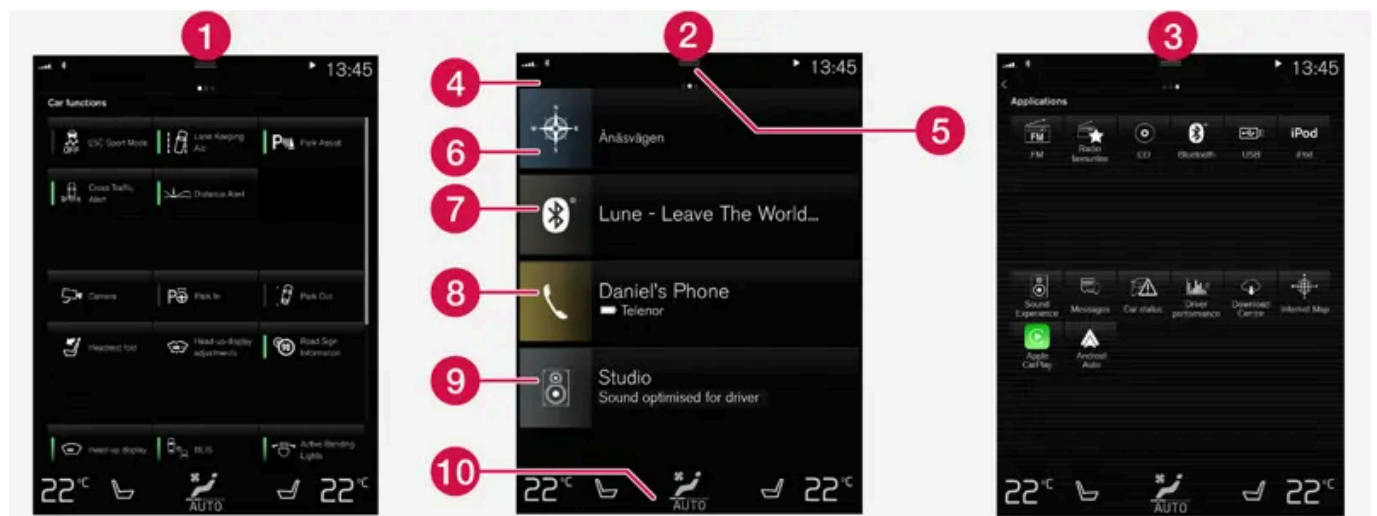 1
2
3
13:45
Car functions
OFF
ESC Sport Mode
Lane Keeping
Aid
P
Park Assist
Cross Traffic
Alert
Distance Alert
Camera
P
Park In
Park Out
Headrest fold
Head-up-display
adjustments
90
Road Sign
Information
Head-up display
BLIS
Active Bending
Lights
22°C
AUTO
22°C
4
13:45
5
N
W
E
S
6
Änäsvägen
7
Lune - Leave The World...
8
Daniel's Phone
Telenor
9
Studio
Sound optimised for driver
10
22°C
AUTO
22°C
13:45
Applications
FM
iPod
FM
Radio
favourites
CD
Bluetooth
USB
iPod
Sound
Experience
Messages
Car status
Driver
performance
Download
Centre
Internet Map
Apple
CarPlay
Android
Auto
22°C
AUTO
22°C